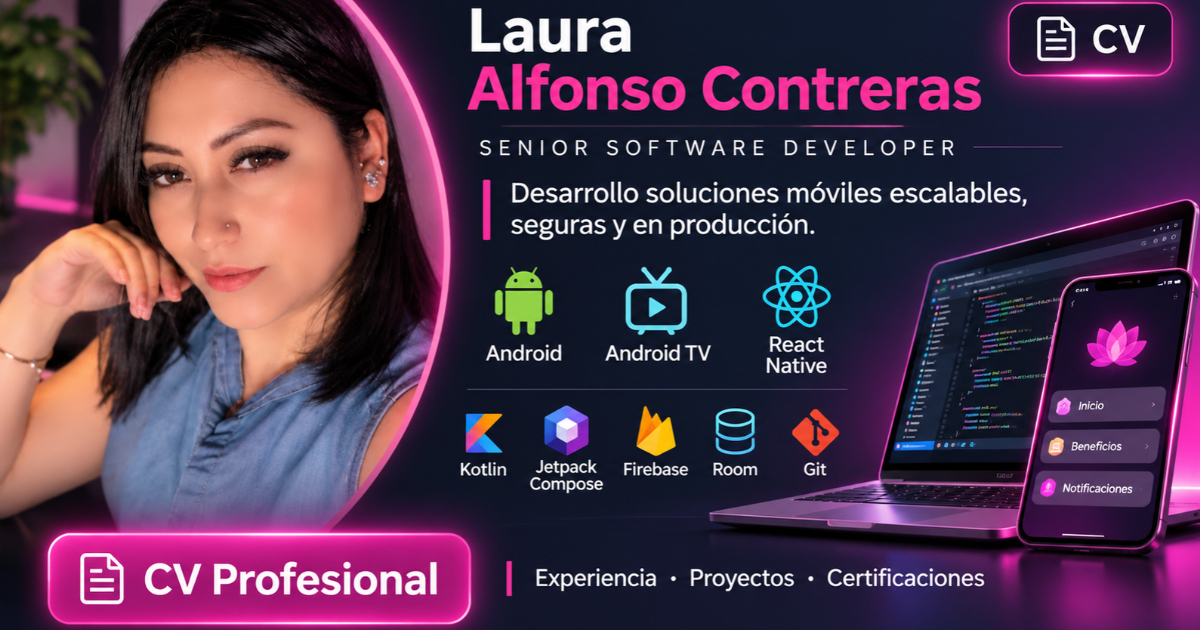 Laura
Alfonso Contreras
CV
SENIOR SOFTWARE DEVELOPER
Desarrollo soluciones móviles escalables,
seguras y en producción.
Android
Android TV
React
Native
Kotlin
Jetpack
Compose
Firebase
Room
Git
Inicio
Beneficios
Notificaciones
CV Profesional
Experiencia • Proyectos • Certificaciones